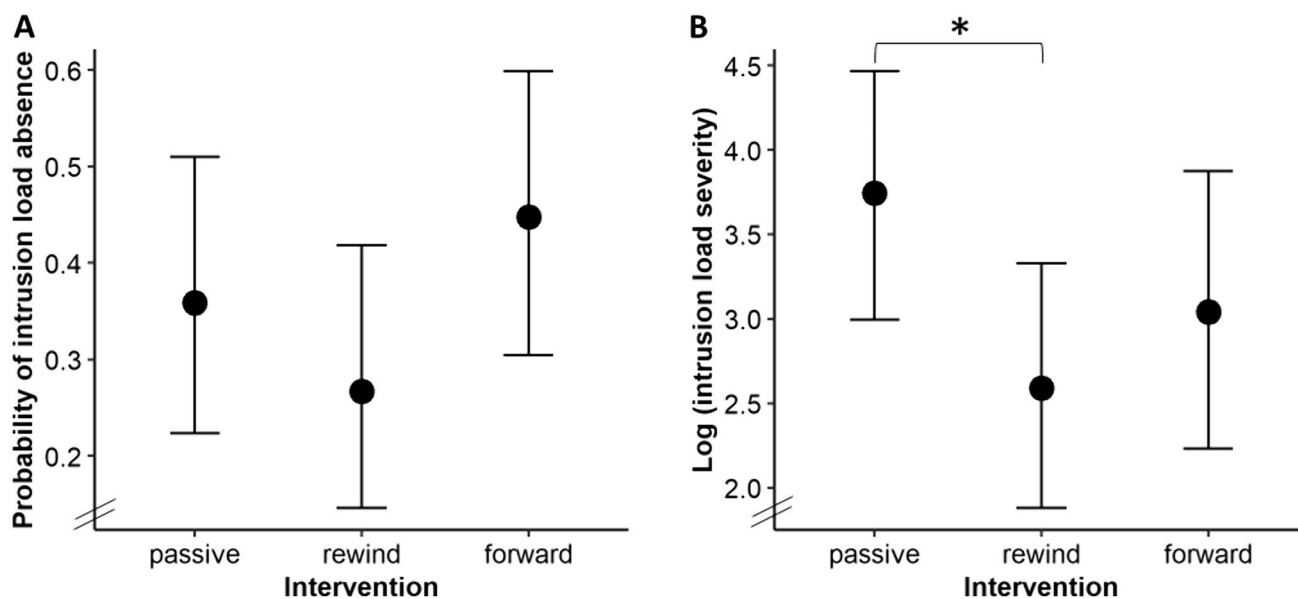 A
Probability of intrusion load absence
0.6
0.5
0.4
0.3
0.2
passive rewind forward
Intervention
B
*
Log (intrusion load severity)
4.5
4.0
3.5
3.0
2.5
2.0
passive rewind forward
Intervention